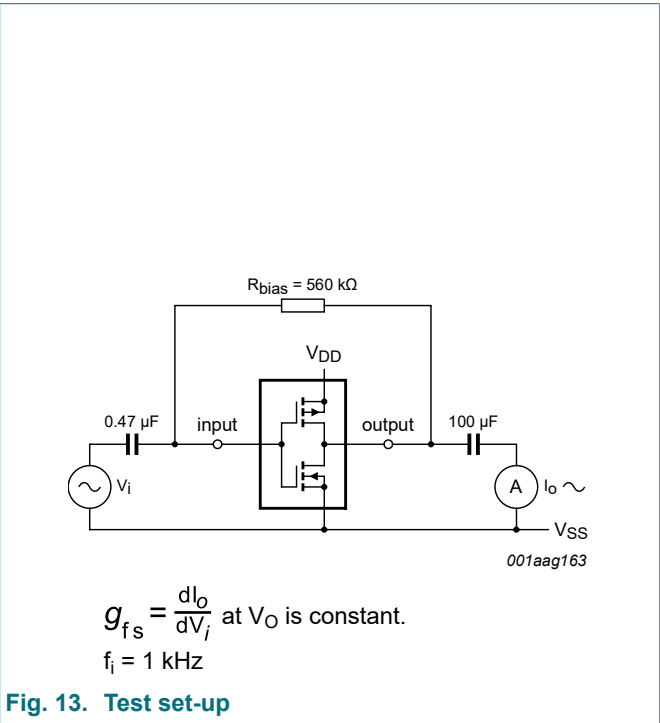 Rbias = 560 kΩ
VDD
0.47 µF input output 100 µF
Vi A Io
VSS
001aag163
gfs = dIo/dVi at VO is constant.
fi = 1 kHz
Fig. 13. Test set-up